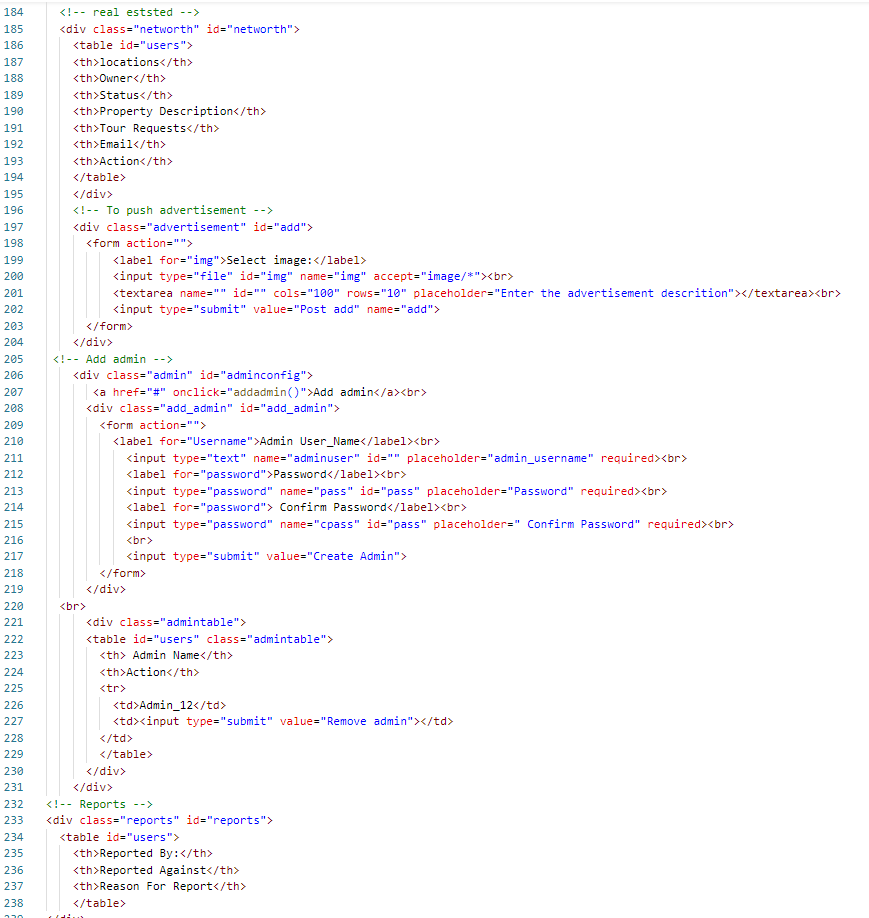 184 <!-- real eststed -->
185 <div class="networth" id="networth">
186 <table id="users">
187 <th>locations</th>
188 <th>Owner</th>
189 <th>Status</th>
190 <th>Property Description</th>
191 <th>Tour Requests</th>
192 <th>Email</th>
193 <th>Action</th>
194 </table>
195 </div>
196 <!-- To push advertisement -->
197 <div class="advertisement" id="add">
198 <form action="">
199 <label for="img">Select image:</label>
200 <input type="file" id="img" name="img" accept="image/*"><br>
201 <textarea name="" id="" cols="100" rows="10" placeholder="Enter the advertisement descrition"></textarea><br>
202 <input type="submit" value="Post add" name="add">
203 </form>
204 </div>
205 <!-- Add admin -->
206 <div class="admin" id="adminconfig">
207 <a href="#" onclick="addadmin()">Add admin</a><br>
208 <div class="add_admin" id="add_admin">
209 <form action="">
210 <label for="Username">Admin User_Name</label><br>
211 <input type="text" name="adminuser" id="" placeholder="admin_username" required><br>
212 <label for="password">Password</label><br>
213 <input type="password" name="pass" id="pass" placeholder="Password" required><br>
214 <label for="password"> Confirm Password</label><br>
215 <input type="password" name="cpass" id="pass" placeholder=" Confirm Password" required><br>
216 <br>
217 <input type="submit" value="Create Admin">
218 </form>
219 </div>
220 <br>
221 <div class="admintable">
222 <table id="users" class="admintable">
223 <th> Admin Name</th>
224 <th>Action</th>
225 <tr>
226 <td>Admin_12</td>
227 <td><input type="submit" value="Remove admin"></td>
228 </td>
229 </table>
230 </div>
231 </div>
232 <!-- Reports -->
233 <div class="reports" id="reports">
234 <table id="users">
235 <th>Reported By:</th>
236 <th>Reported Against</th>
237 <th>Reason For Report</th>
238 </table>